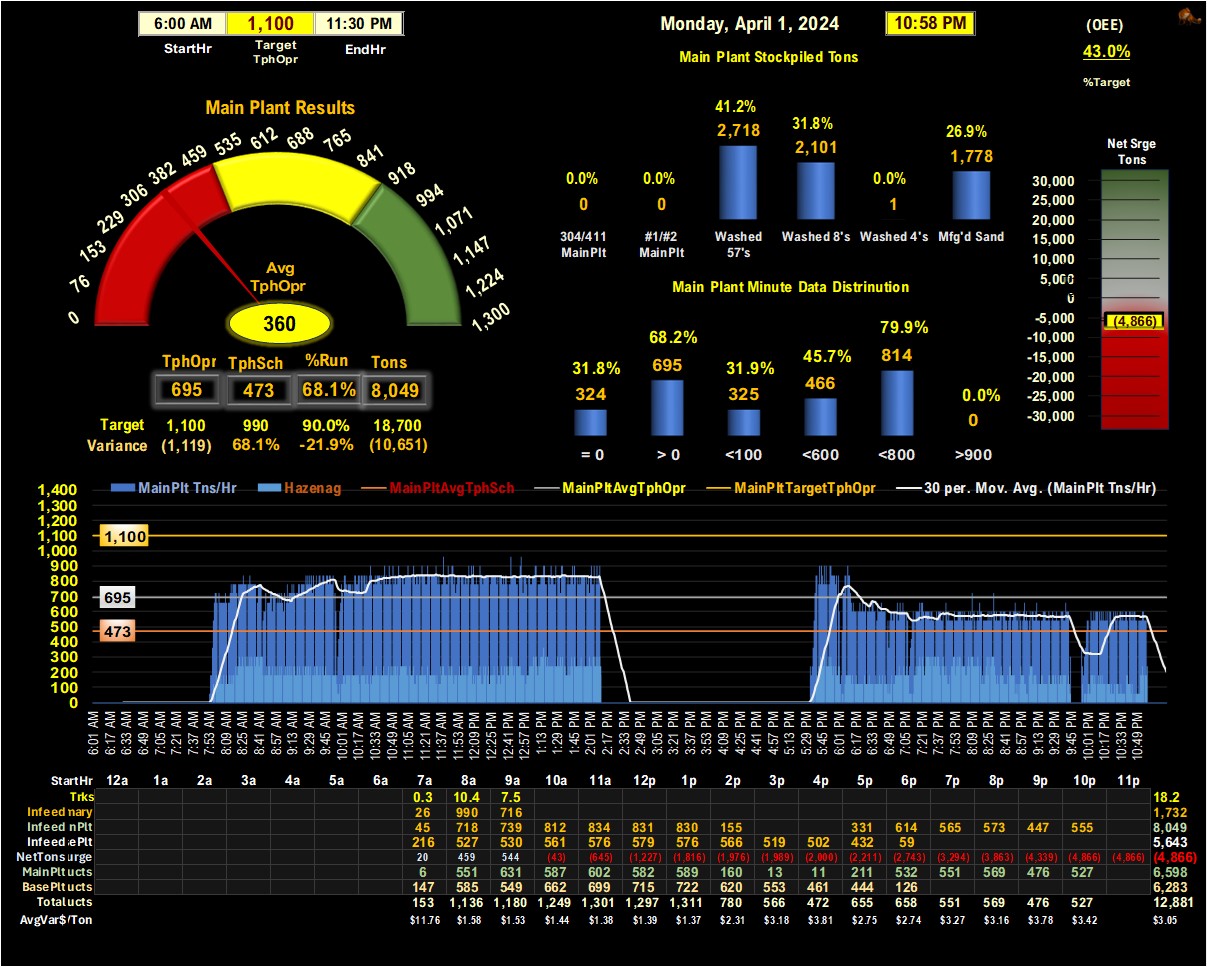 6:00 AM 1,100 11:30 PM
StartHr Target TphOpr EndHr
Monday, April 1, 2024 10:58 PM
(OEE)
43.0%
%Target
Main Plant Stockpiled Tons
41.2% 31.8% 26.9%
2,718 2,101 1,778
0.0% 0.0% 0.0%
0 0 1
304/411 MainPlt #1/#2 MainPlt Washed 57's Washed 8's Washed 4's Mfg'd Sand
Main Plant Results
0 76 153 229 306 382 459 535 612 688 765 841 918 994 1,071 1,147 1,224 1,300
Avg
TphOpr
360
TphOpr TphSch %Run Tons
695 473 68.1% 8,049
Target 1,100 990 90.0% 18,700
Variance (1,119) 68.1% -21.9% (10,651)
Main Plant Minute Data Distrinution
31.8% 68.2% 31.9% 45.7% 79.9% 0.0%
324 695 325 466 814 0
= 0 > 0 <100 <600 <800 >900
Net Srge
Tons
30,000
25,000
20,000
15,000
10,000
5,000
0
-5,000
(4,866)
-10,000
-15,000
-20,000
-25,000
-30,000
MainPlt Tns/Hr Hazenag MainPltAvgTphSch MainPltAvgTphOpr MainPltTargetTphOpr 30 per. Mov. Avg. (MainPlt Tns/Hr)
1,400
1,300
1,200
1,100
1,000
900
800
700
600
500
400
300
200
100
0
1,100
695
473
6:01 AM 6:17 AM 6:33 AM 6:49 AM 7:05 AM 7:21 AM 7:37 AM 7:53 AM 8:09 AM 8:25 AM 8:41 AM 8:57 AM 9:13 AM 9:29 AM 9:45 AM 10:01 AM 10:17 AM 10:33 AM 10:49 AM 11:05 AM 11:21 AM 11:37 AM 11:53 AM 12:09 PM 12:25 PM 12:41 PM 12:57 PM 1:13 PM 1:29 PM 1:45 PM 2:01 PM 2:17 PM 2:33 PM 2:49 PM 3:05 PM 3:21 PM 3:37 PM 3:53 PM 4:09 PM 4:25 PM 4:41 PM 4:57 PM 5:13 PM 5:29 PM 5:45 PM 6:01 PM 6:17 PM 6:33 PM 6:49 PM 7:05 PM 7:21 PM 7:37 PM 7:53 PM 8:09 PM 8:25 PM 8:41 PM 8:57 PM 9:13 PM 9:29 PM 9:45 PM 10:01 PM 10:17 PM 10:33 PM 10:49 PM
StartHr 12a 1a 2a 3a 4a 5a 6a 7a 8a 9a 10a 11a 12p 1p 2p 3p 4p 5p 6p 7p 8p 9p 10p 11p
Trks 0.3 10.4 7.5 18.2
Infeed mary 26 990 716 1,732
Infeed nPlt 45 718 739 812 834 831 830 155 331 614 565 573 447 555 8,049
Infeed ePlt 216 527 530 561 576 579 576 566 519 502 432 59 5,643
NetTons urge 20 459 544 (43) (645) (1,227) (1,816) (1,976) (1,989) (2,000) (2,211) (2,743) (3,294) (3,863) (4,339) (4,866) (4,866) (4,866)
MainPlt ucts 6 551 631 587 602 582 589 160 13 11 211 532 551 569 476 527 6,598
BasePlt ucts 147 585 549 662 699 715 722 620 553 461 444 126 6,283
Total ucts 153 1,136 1,180 1,249 1,301 1,297 1,311 780 566 472 655 658 551 569 476 527 12,881
AvgVar$/Ton $11.76 $1.58 $1.53 $1.44 $1.38 $1.39 $1.37 $2.31 $3.18 $3.81 $2.75 $2.74 $3.27 $3.16 $3.78 $3.42 $3.05